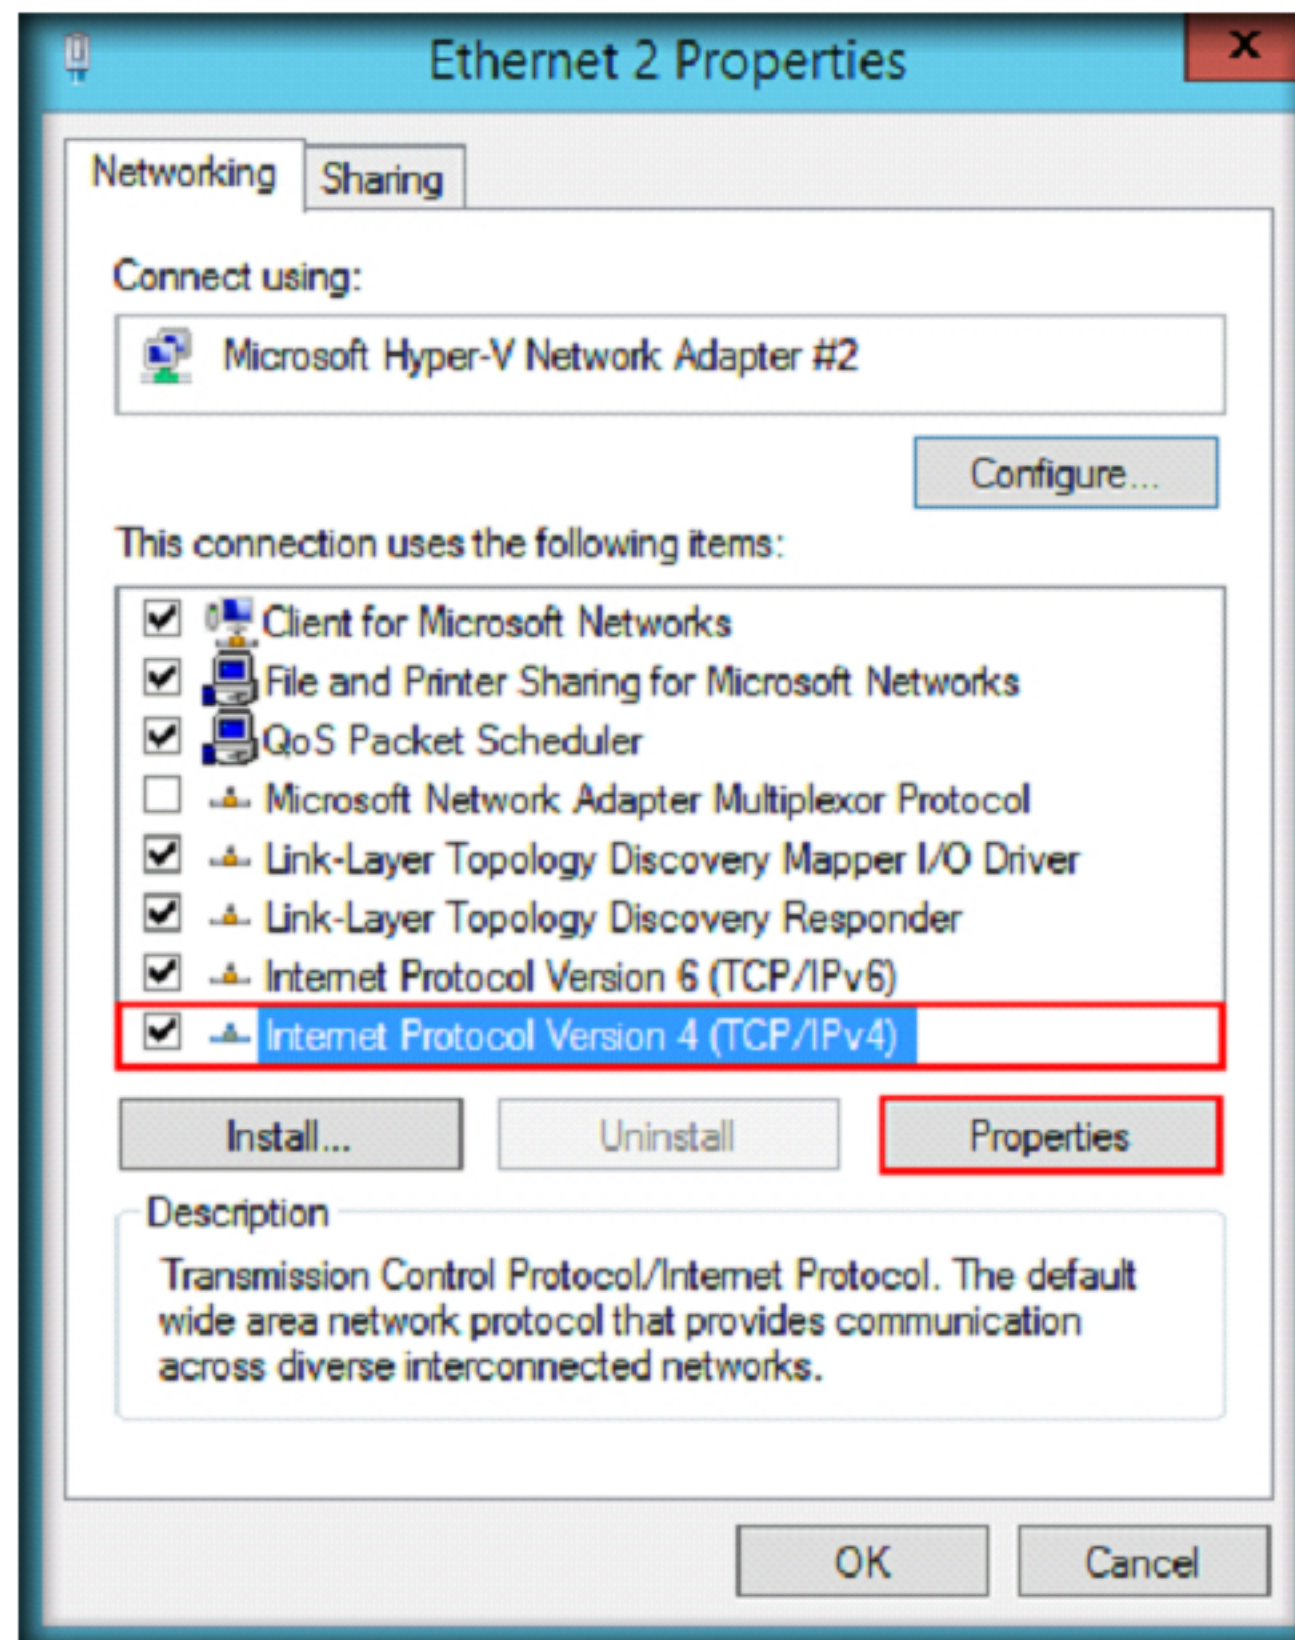 Ethernet 2 Properties
x
Networking
Sharing
Connect using:
Microsoft Hyper-V Network Adapter #2
Configure...
This connection uses the following items:
Client for Microsoft Networks
File and Printer Sharing for Microsoft Networks
QoS Packet Scheduler
Microsoft Network Adapter Multiplexor Protocol
Link-Layer Topology Discovery Mapper I/O Driver
Link-Layer Topology Discovery Responder
Internet Protocol Version 6 (TCP/IPv6)
Internet Protocol Version 4 (TCP/IPv4)
Install...
Uninstall
Properties
Description
Transmission Control Protocol/Internet Protocol. The default
wide area network protocol that provides communication
across diverse interconnected networks.
OK
Cancel